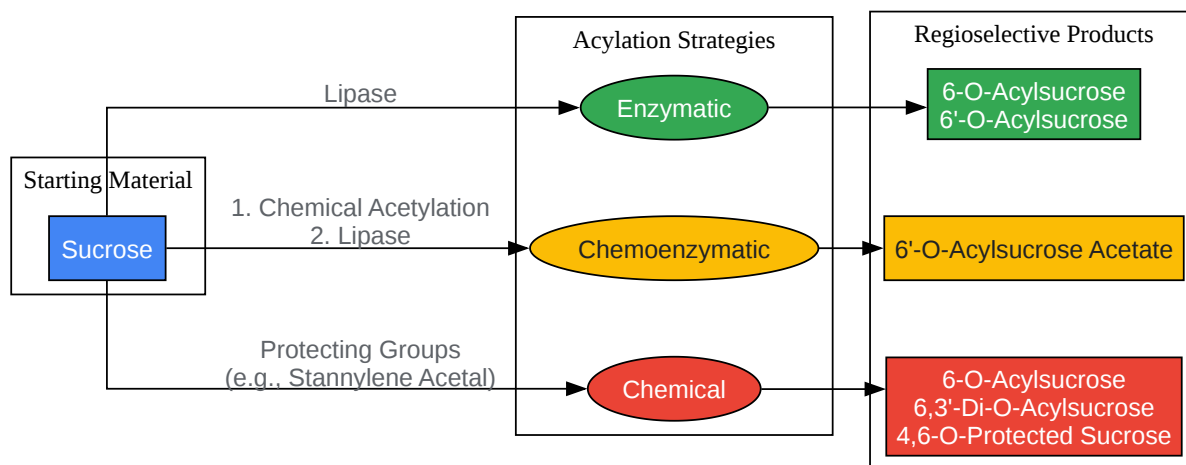 Acylation Strategies
Regioselective Products
Lipase
Enzymatic
6-O-Acylsucrose
6'-O-Acylsucrose
Starting Material
Sucrose
1. Chemical Acetylation
2. Lipase
Chemoenzymatic
6'-O-Acylsucrose Acetate
Protecting Groups
(e.g., Stannylene Acetal)
Chemical
6-O-Acylsucrose
6,3'-Di-O-Acylsucrose
4,6-O-Protected Sucrose